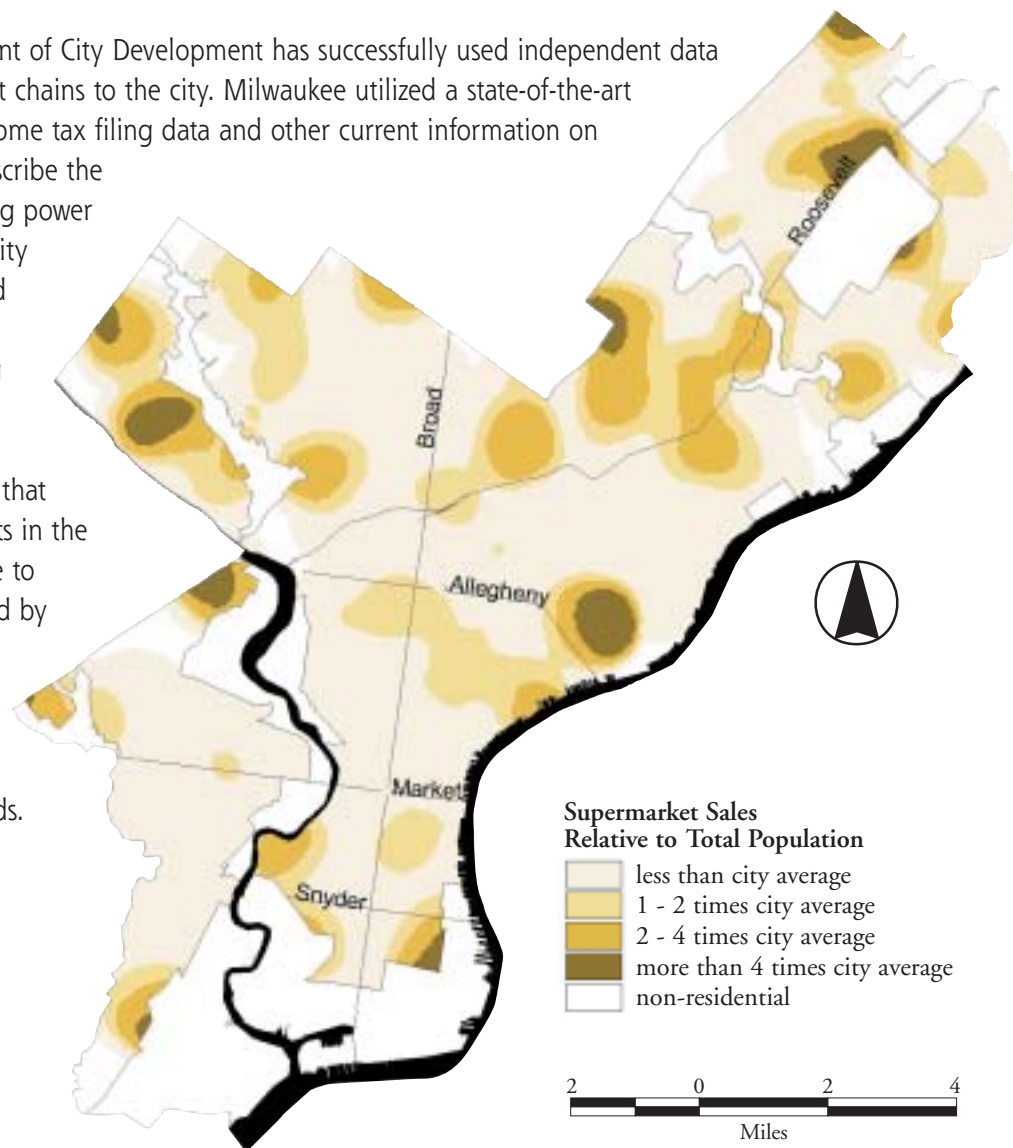 nt of City Development has successfully used independent data
t chains to the city. Milwaukee utilized a state-of-the-art
ome tax filing data and other current information on
scribe the
g power
ity
d
that
ts in the
e to
d by
ds.
Roosevelt
Broad
Allegheny
Market
Snyder
Supermarket Sales
Relative to Total Population
less than city average
1 - 2 times city average
2 - 4 times city average
more than 4 times city average
non-residential
2 0 2 4
Miles